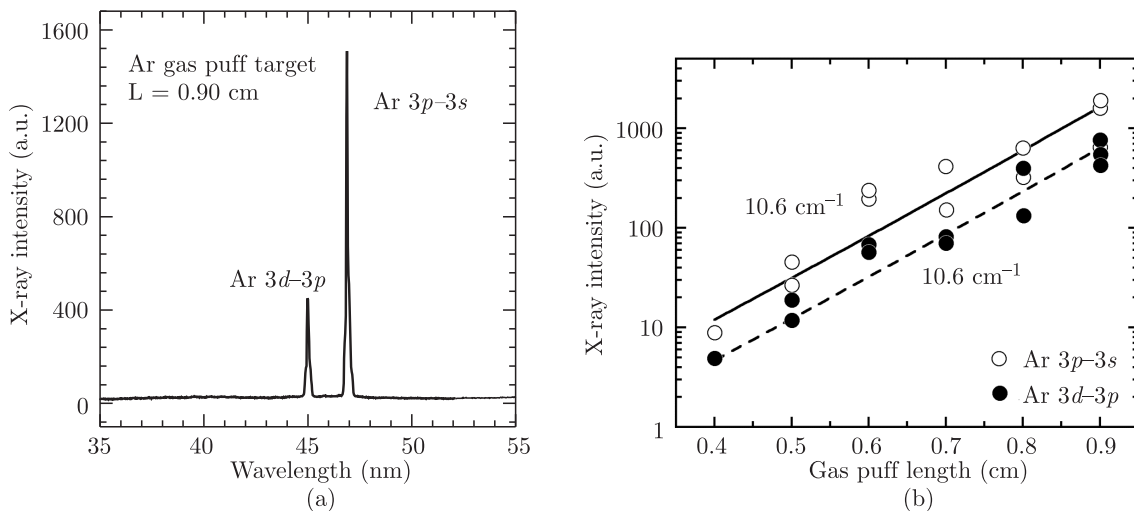 1600
1200
800
400
0
X-ray intensity (a.u.)
Ar gas puff target
L = 0.90 cm
Ar 3p–3s
Ar 3d–3p
35
40
45
50
55
Wavelength (nm)
(a)
1000
100
10
1
X-ray intensity (a.u.)
10.6 cm⁻¹
10.6 cm⁻¹
Ar 3p–3s
Ar 3d–3p
0.4
0.5
0.6
0.7
0.8
0.9
Gas puff length (cm)
(b)